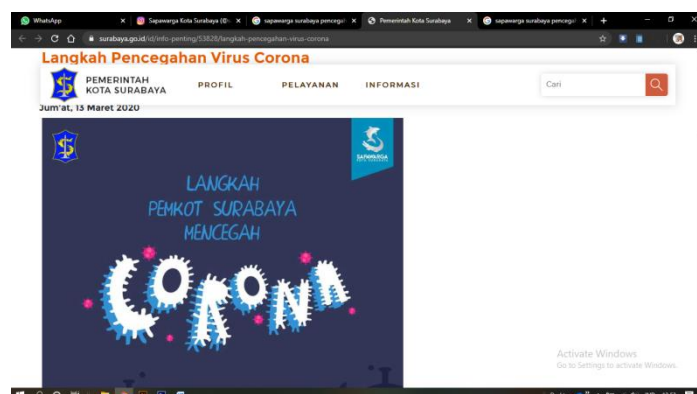 WhatsApp
Sapawarga Kota Surabaya (@
sapawarga surabaya pencegah
Pemerintah Kota Surabaya
sapawarga surabaya pencegah
surabaya.go.id/id/info-penting/53828/langkah-pencegahan-virus-corona
Langkah Pencegahan Virus Corona
PEMERINTAH
KOTA SURABAYA
PROFIL
PELAYANAN
INFORMASI
Cari
Jum'at, 13 Maret 2020
SAPAWARGA
LANGKAH
PEMKOT SURABAYA
MENCEGAH
CORONA
Activate Windows
Go to Settings to activate Windows.